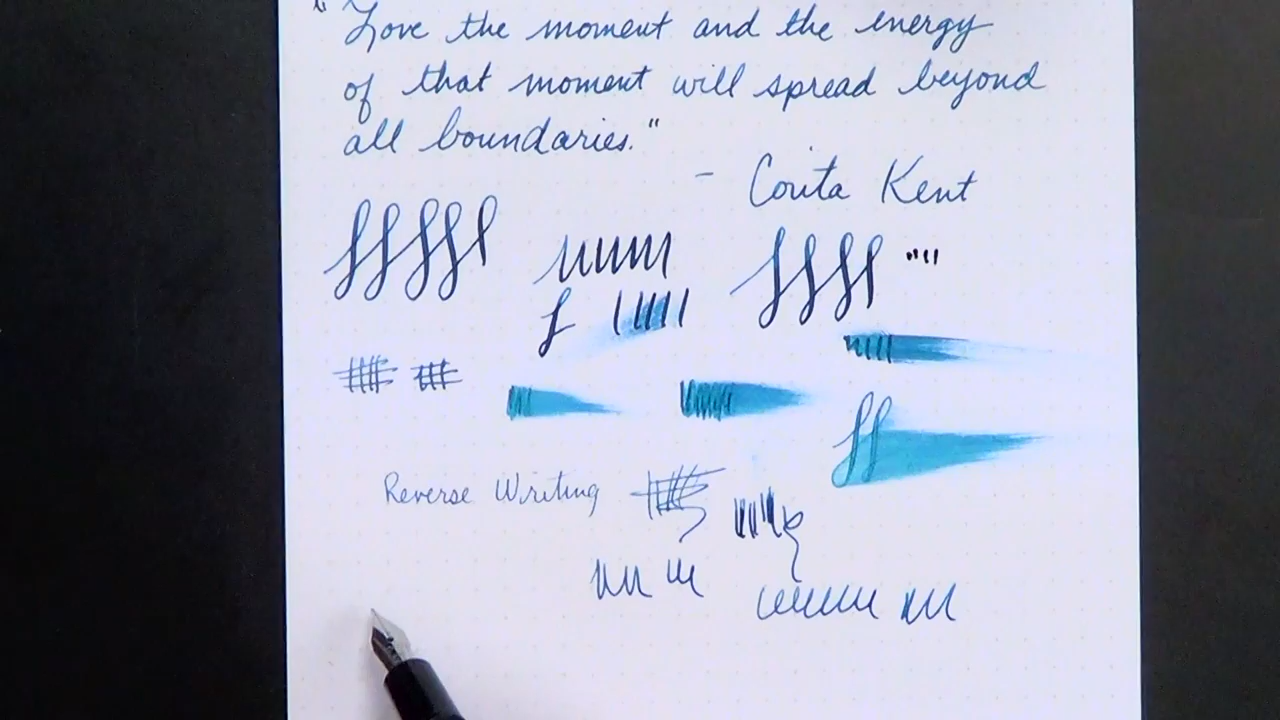 "Love the moment and the energy
of that moment will spread beyond
all boundaries."
- Corita Kent
Reverse Writing